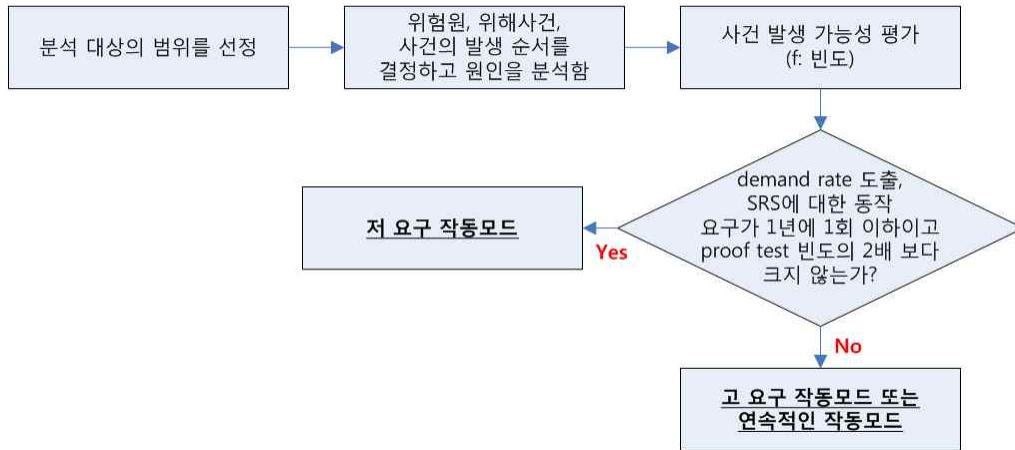 분석 대상의 범위를 선정
위험원, 위해사건,
사건의 발생 순서를
결정하고 원인을 분석함
사건 발생 가능성 평가
(f: 빈도)
demand rate 도출,
SRS에 대한 동작
요구가 1년에 1회 이하이고
proof test 빈도의 2배 보다
크지 않는가?
Yes
저 요구 작동모드
No
고 요구 작동모드 또는
연속적인 작동모드